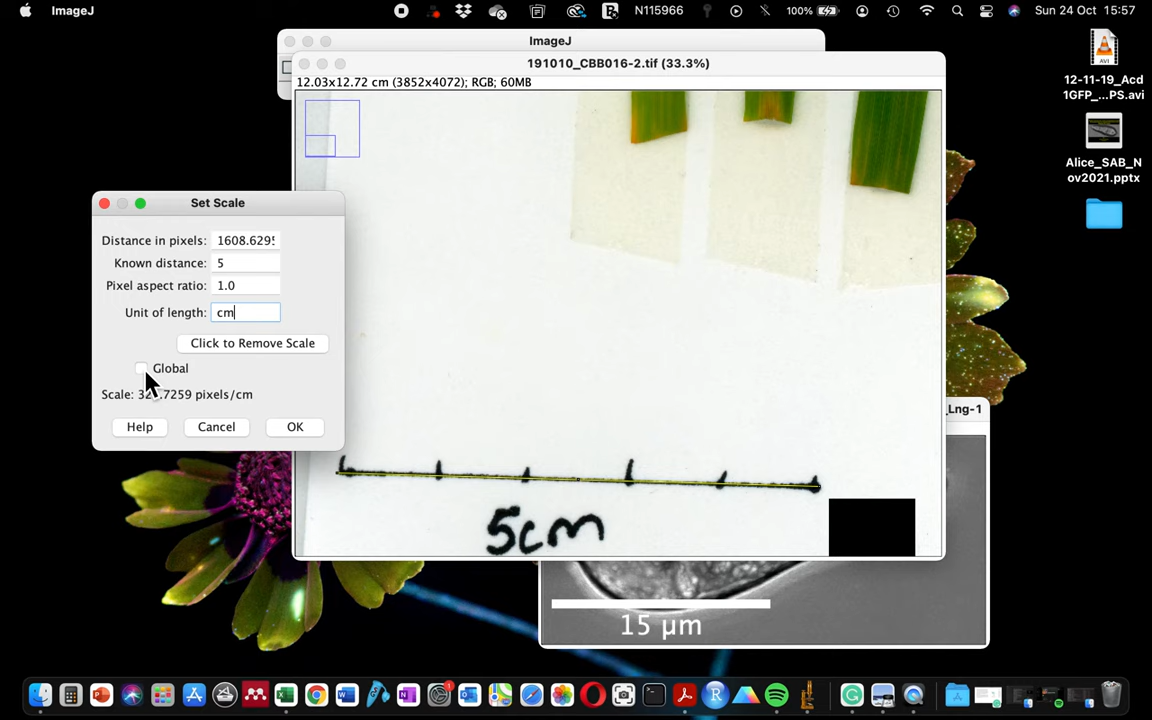 ImageJ
N115966
100%
Sun 24 Oct 15:57
ImageJ
191010_CBB016-2.tif (33.3%)
12.03x12.72 cm (3852x4072); RGB; 60MB
12-11-19_Acd
1GFP_...PS.avi
AVI
Alice_SAB_N
ov2021.pptx
Set Scale
Distance in pixels: 1608.629
Known distance: 5
Pixel aspect ratio: 1.0
Unit of length: cm
Click to Remove Scale
Global
Scale: .7259 pixels/cm
Help
Cancel
OK
_Lng-1
5cm
15 µm